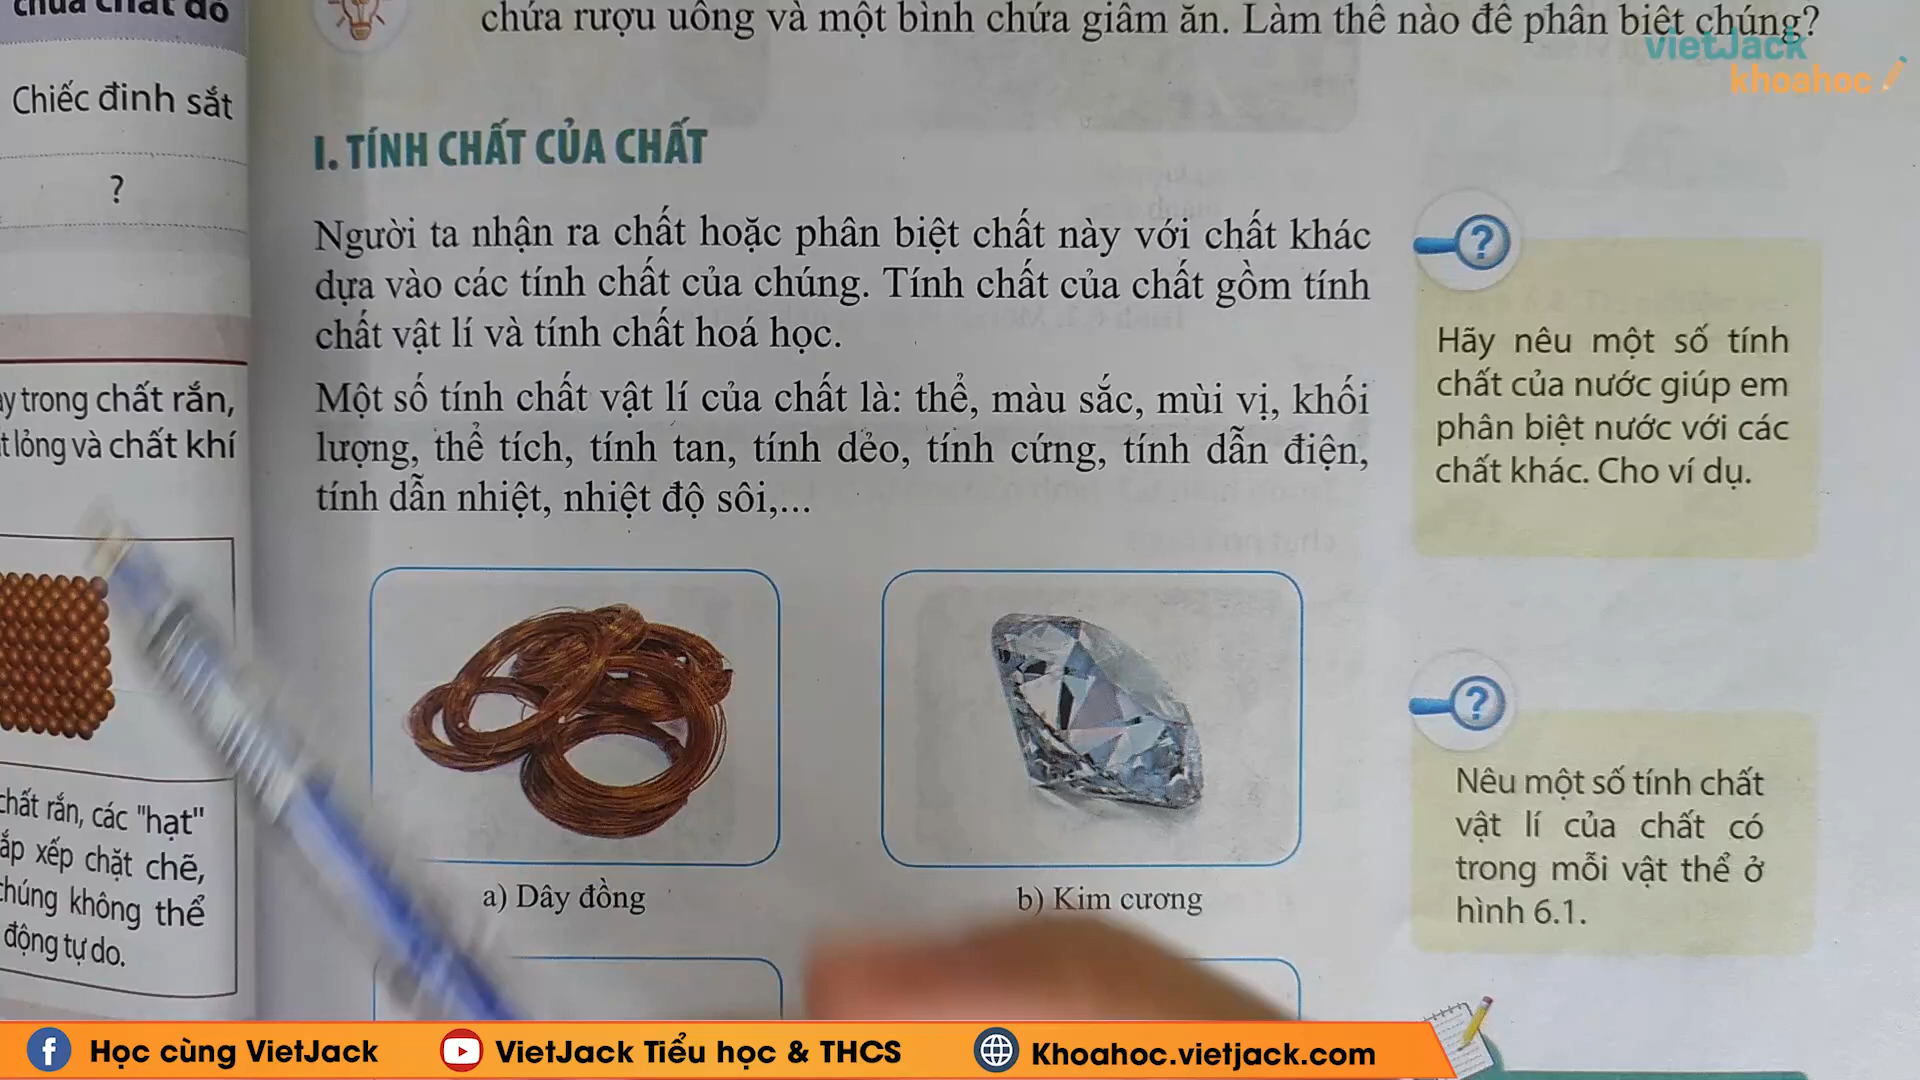 chứa chất đó
Chiếc đinh sắt
?
trong chất rắn,
lỏng và chất khí
chất rắn, các "hạt"
xếp chặt chẽ,
chúng không thể
động tự do.
chứa rượu uống và một bình chứa giấm ăn. Làm thế nào để phân biệt chúng?
vietJack
khoahoc
I. TÍNH CHẤT CỦA CHẤT
Người ta nhận ra chất hoặc phân biệt chất này với chất khác
dựa vào các tính chất của chúng. Tính chất của chất gồm tính
chất vật lí và tính chất hoá học.
Một số tính chất vật lí của chất là: thể, màu sắc, mùi vị, khối
lượng, thể tích, tính tan, tính dẻo, tính cứng, tính dẫn điện,
tính dẫn nhiệt, nhiệt độ sôi,...
a) Dây đồng
b) Kim cương
?
Hãy nêu một số tính
chất của nước giúp em
phân biệt nước với các
chất khác. Cho ví dụ.
?
Nêu một số tính chất
vật lí của chất có
trong mỗi vật thể ở
hình 6.1.
f Học cùng VietJack
VietJack Tiểu học & THCS
Khoahoc.vietjack.com